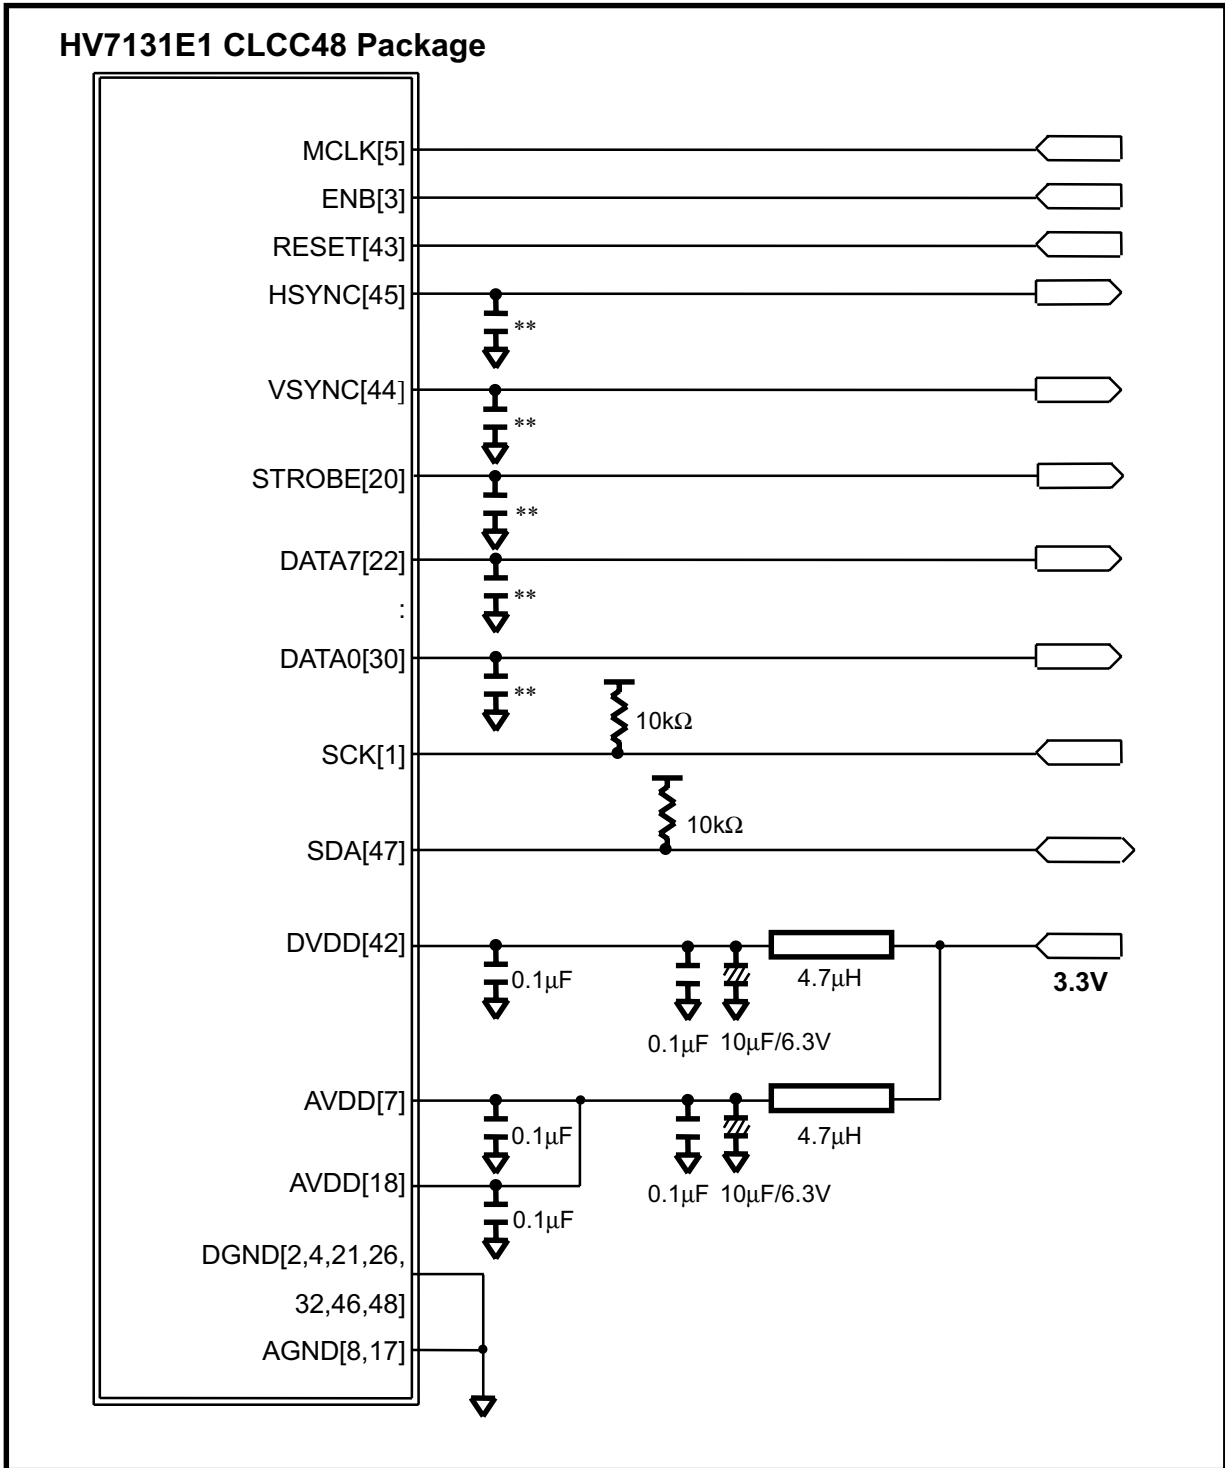 HV7131E1 CLCC48 Package
MCLK[5]
ENB[3]
RESET[43]
HSYNC[45]
**
VSYNC[44]
**
STROBE[20]
**
DATA7[22]
**
:
DATA0[30]
**
10kΩ
SCK[1]
10kΩ
SDA[47]
DVDD[42]
0.1μF
4.7μH
3.3V
0.1μF 10μF/6.3V
AVDD[7]
0.1μF
4.7μH
AVDD[18]
0.1μF 10μF/6.3V
0.1μF
DGND[2,4,21,26,
32,46,48]
AGND[8,17]